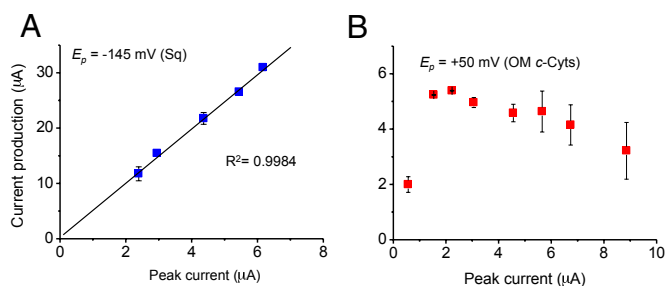 A
B
E_p = -145 mV (Sq)
E_p = +50 mV (OM c-Cyts)
R²= 0.9984
Current production (µA)
30
20
10
0
0 2 4 6 8
Peak current (µA)
6
4
2
0
0 2 4 6 8 10
Peak current (µA)